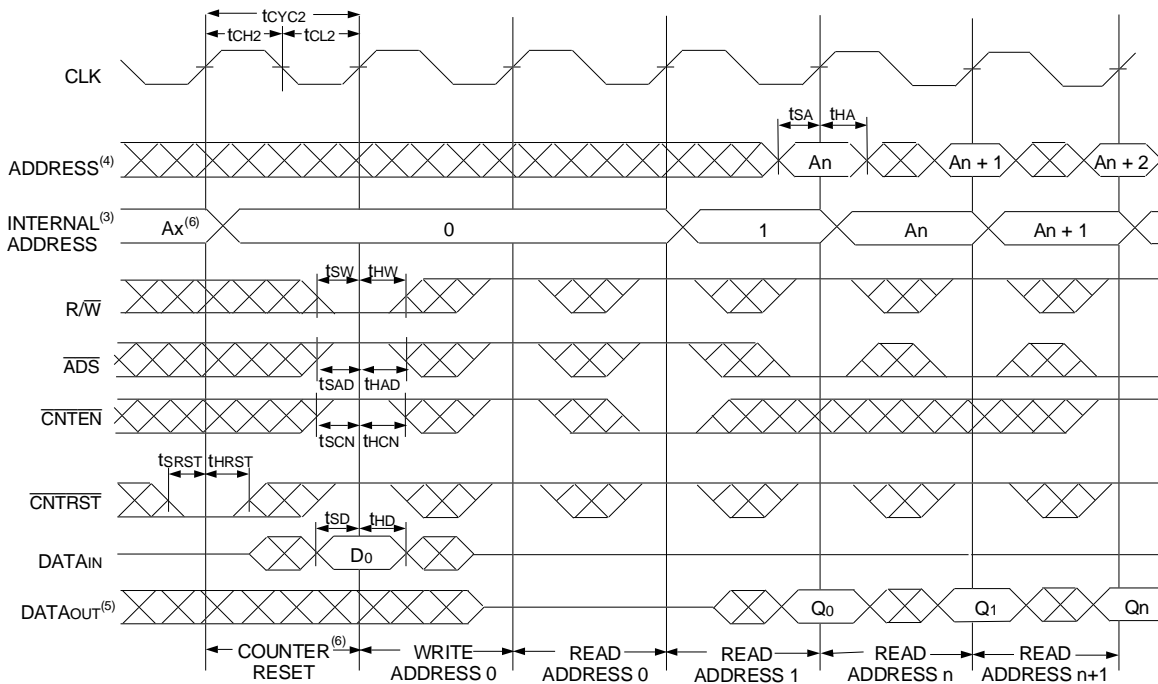 tCYC2
tCH2 tCL2
CLK
tSA tHA
ADDRESS(4) An An + 1 An + 2
INTERNAL(3) ADDRESS Ax(6) 0 1 An An + 1
tSW tHW
R/W̅
A̅D̅S̅
tSAD tHAD
C̅N̅T̅E̅N̅
tSCN tHCN
tSRST tHRST
C̅N̅T̅R̅S̅T̅
tSD tHD
DATAIN D0
DATAOUT(5) Q0 Q1 Qn
COUNTER(6) RESET
WRITE ADDRESS 0
READ ADDRESS 0
READ ADDRESS 1
READ ADDRESS n
READ ADDRESS n+1